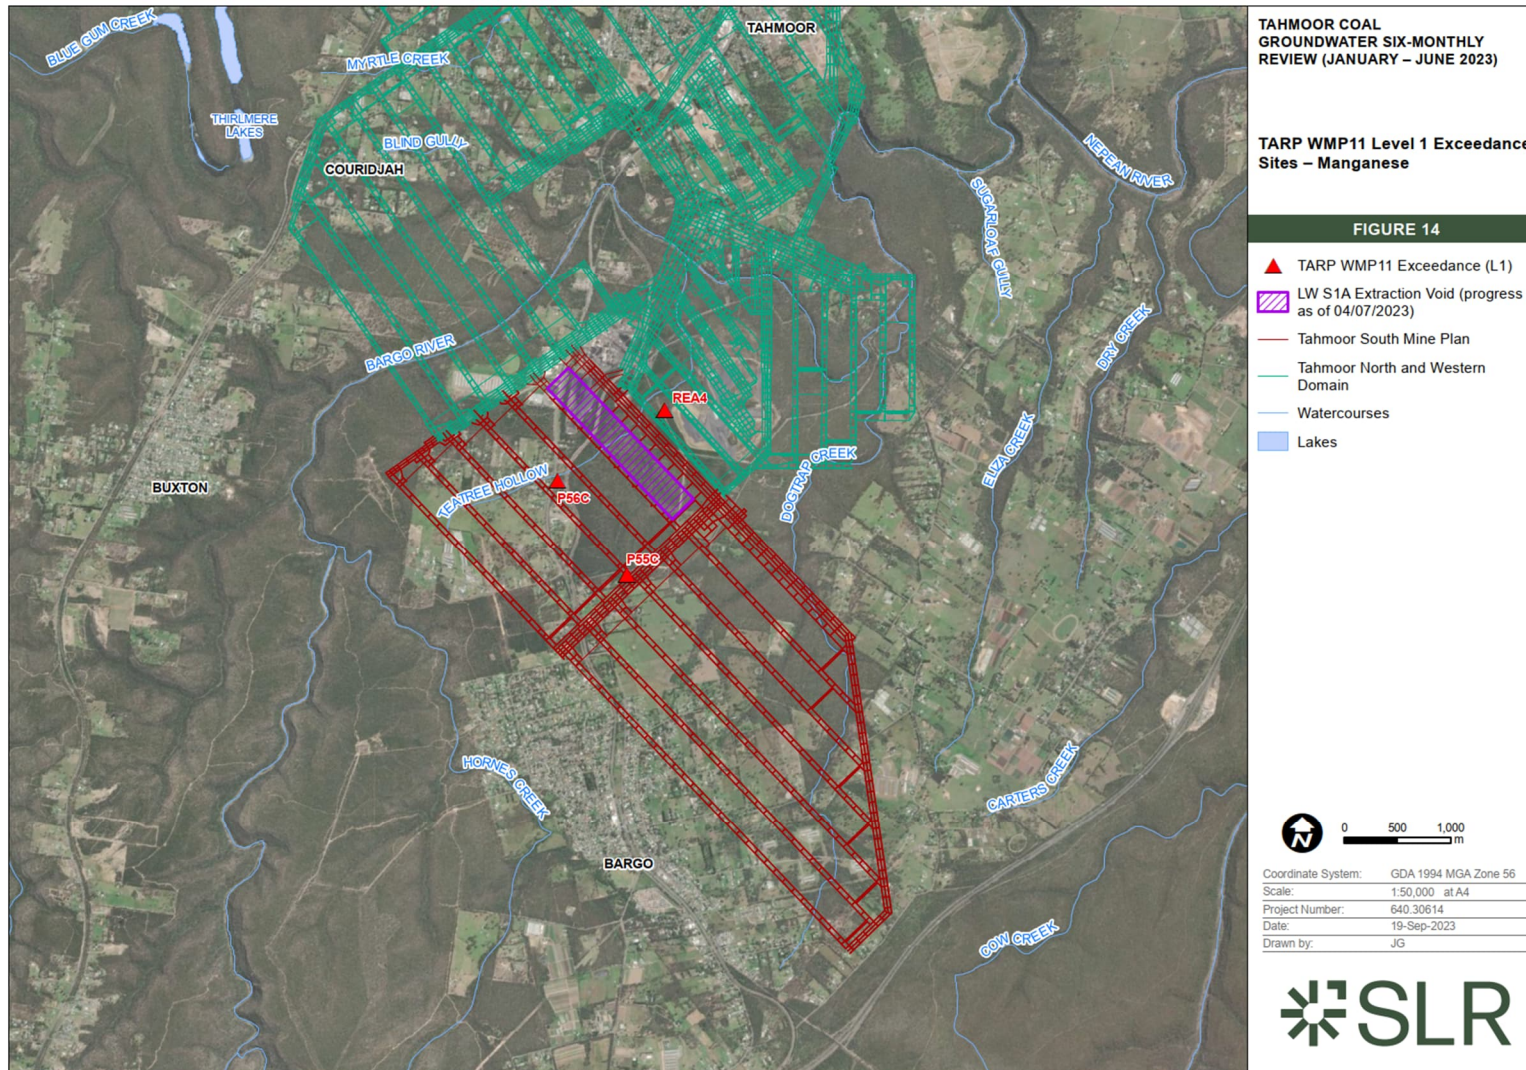 BLUE GUM CREEK
MYRTLE CREEK
TAHMOOR
THIRLMERE
LAKES
BLIND GULLY
COURIDJAH
NEPEAN RIVER
SUGARLOAF GULLY
BARGO RIVER
DRY CREEK
REA4
ELIZA CREEK
DOGTRAP CREEK
BUXTON
TEATREE HOLLOW
P56C
P55C
HORNES CREEK
CARTERS CREEK
BARGO
COW CREEK
TAHMOOR COAL
GROUNDWATER SIX-MONTHLY
REVIEW (JANUARY – JUNE 2023)
TARP WMP11 Level 1 Exceedance
Sites – Manganese
FIGURE 14
TARP WMP11 Exceedance (L1)
LW S1A Extraction Void (progress
as of 04/07/2023)
Tahmoor South Mine Plan
Tahmoor North and Western
Domain
Watercourses
Lakes
N
0 500 1,000
m
Coordinate System: GDA 1994 MGA Zone 56
Scale: 1:50,000 at A4
Project Number: 640.30614
Date: 19-Sep-2023
Drawn by: JG
SLR